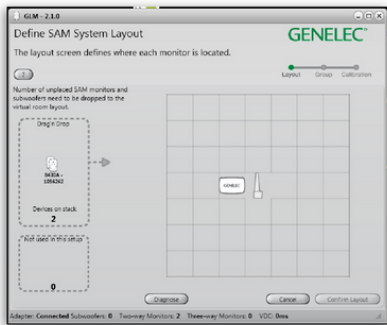 GLM - 2.1.0
Define SAM System Layout
GENELEC
The layout screen defines where each monitor is located.
Layout Group Calibration
Number of unplaced SAM monitors and
subwoofers need to be dropped to the
virtual room layout.
Drag'n Drop
GENELEC
Devices on stack
2
Not used in this setup
0
Diagnose Cancel Confirm Layout
Adapter: Connected Subwoofers: 0 Two-way Monitors: 2 Three-way Monitors: 0 VDC: 0ms